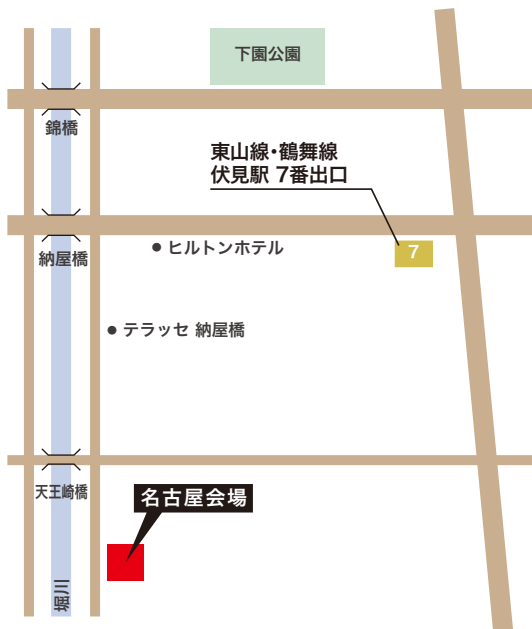 下園公園
錦橋
東山線・鶴舞線
伏見駅 7番出口
7
納屋橋
ヒルトンホテル
テラッセ 納屋橋
天王崎橋
名古屋会場
堀川